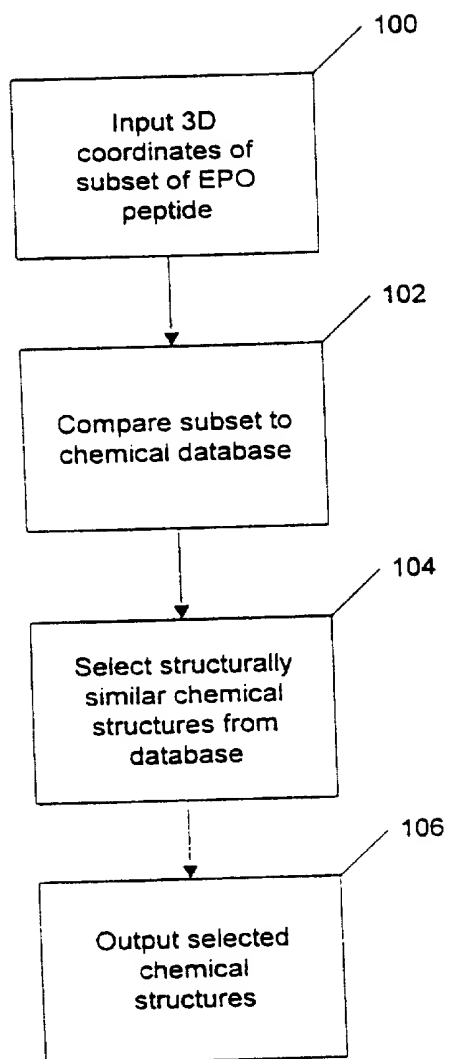 100
Input 3D
coordinates of
subset of EPO
peptide
102
Compare subset to
chemical database
104
Select structurally
similar chemical
structures from
database
106
Output selected
chemical
structures